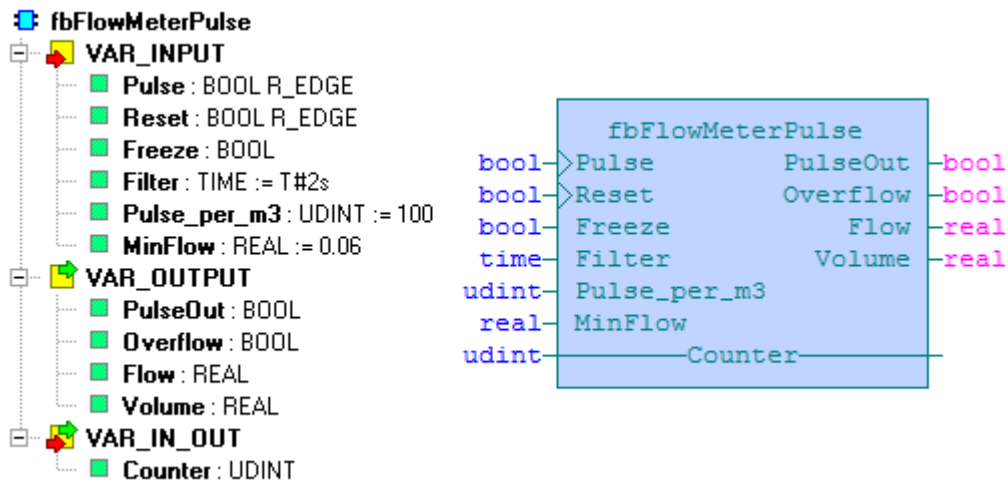 fbFlowMeterPulse
VAR_INPUT
Pulse : BOOL R_EDGE
Reset : BOOL R_EDGE
Freeze : BOOL
Filter : TIME := T#2s
Pulse_per_m3 : UDINT := 100
MinFlow : REAL := 0.06
VAR_OUTPUT
PulseOut : BOOL
Overflow : BOOL
Flow : REAL
Volume : REAL
VAR_IN_OUT
Counter : UDINT
fbFlowMeterPulse
bool Pulse PulseOut bool
bool Reset Overflow bool
bool Freeze Flow real
time Filter Volume real
udint Pulse_per_m3
real MinFlow
udint Counter